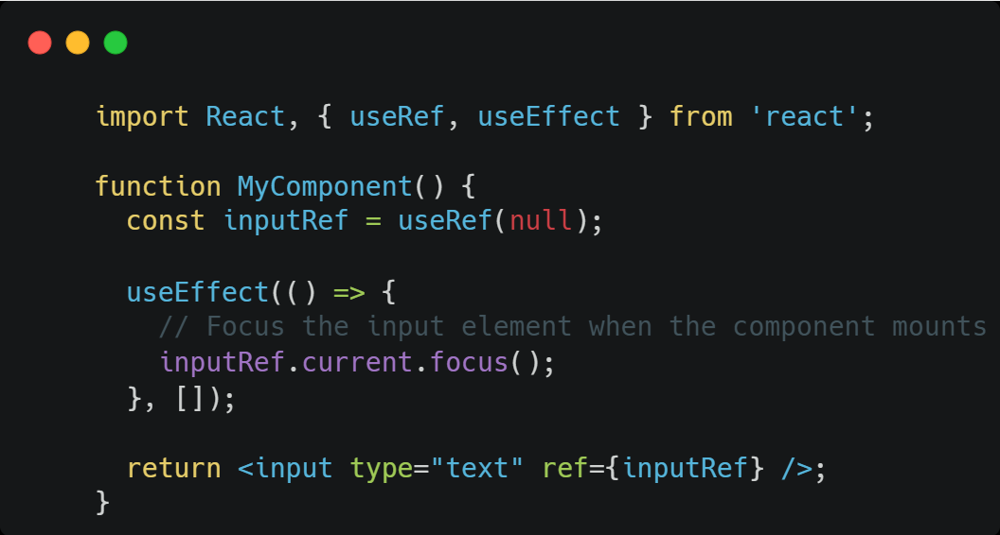 import React, { useRef, useEffect } from 'react';

function MyComponent() {
  const inputRef = useRef(null);

  useEffect(() => {
    // Focus the input element when the component mounts
    inputRef.current.focus();
  }, []);

  return <input type="text" ref={inputRef} />;
}